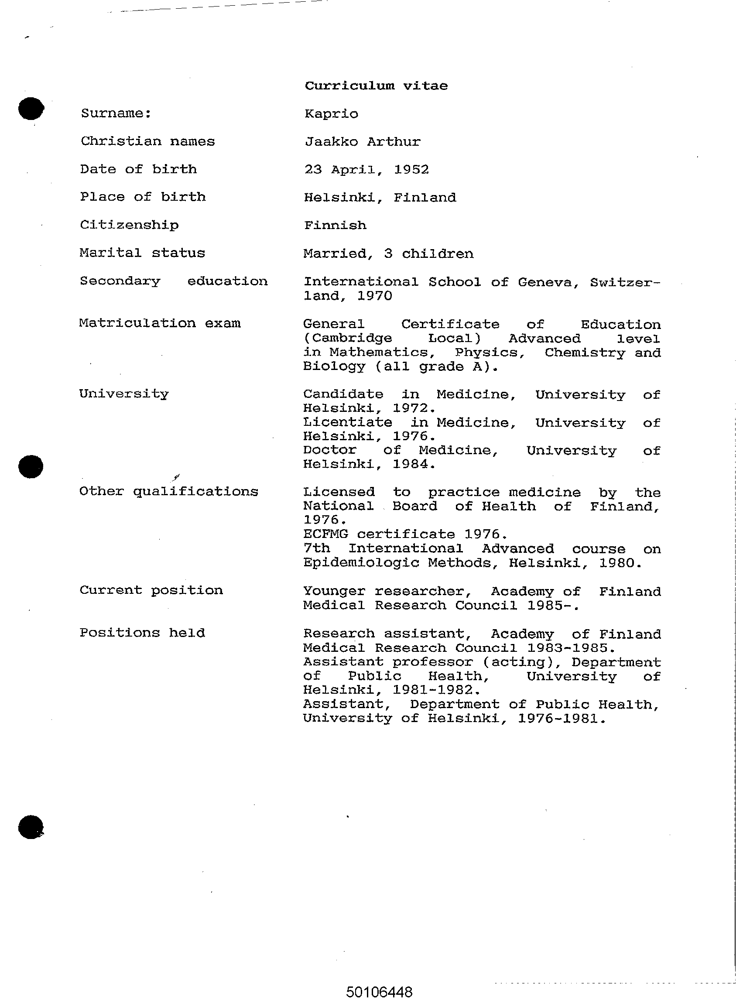 Curriculum vitae
Surname: Kaprio
Christian names Jaakko Arthur
Date of birth 23 April, 1952
Place of birth Helsinki, Finland
Citizenship Finnish
Marital status Married, 3 children
Secondary education International School of Geneva, Switzer-
land, 1970
Matriculation exam General Certificate of Education
(Cambridge Local) Advanced level
in Mathematics, Physics, Chemistry and
Biology (all grade A).
University Candidate in Medicine, University of
Helsinki, 1972.
Licentiate in Medicine, University of
Helsinki, 1976.
Doctor of Medicine, University of
Helsinki, 1984.
Other qualifications Licensed to practice medicine by the
National Board of Health of Finland,
1976.
ECFMG certificate 1976.
7th International Advanced course on
Epidemiologic Methods, Helsinki, 1980.
Current position Younger researcher, Academy of Finland
Medical Research Council 1985-.
Positions held Research assistant, Academy of Finland
Medical Research Council 1983-1985.
Assistant professor (acting), Department
of Public Health, University of
Helsinki, 1981-1982.
Assistant, Department of Public Health,
University of Helsinki, 1976-1981.
50106448